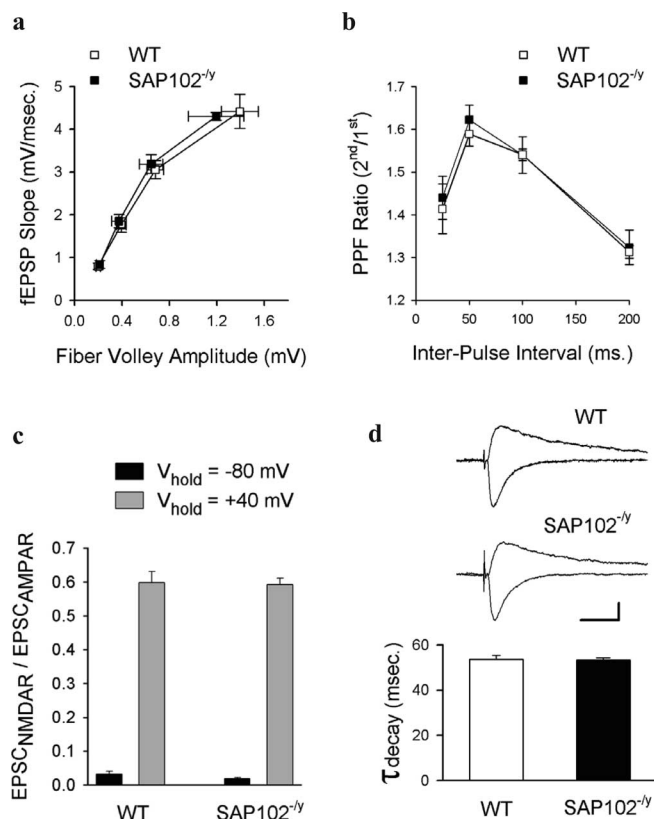 a
WT
SAP102-/y
fEPSP Slope (mV/msec.)
5
4
3
2
1
0
0.0 0.4 0.8 1.2 1.6
Fiber Volley Amplitude (mV)
b
WT
SAP102-/y
PPF Ratio (2nd/1st)
1.7
1.6
1.5
1.4
1.3
1.2
0 50 100 150 200
Inter-Pulse Interval (ms.)
c
Vhold = -80 mV
Vhold = +40 mV
EPSCNMDAR / EPSCAMPAR
0.7
0.6
0.5
0.4
0.3
0.2
0.1
0.0
WT SAP102-/y
d
WT
SAP102-/y
τdecay (msec.)
60
40
20
0
WT SAP102-/y